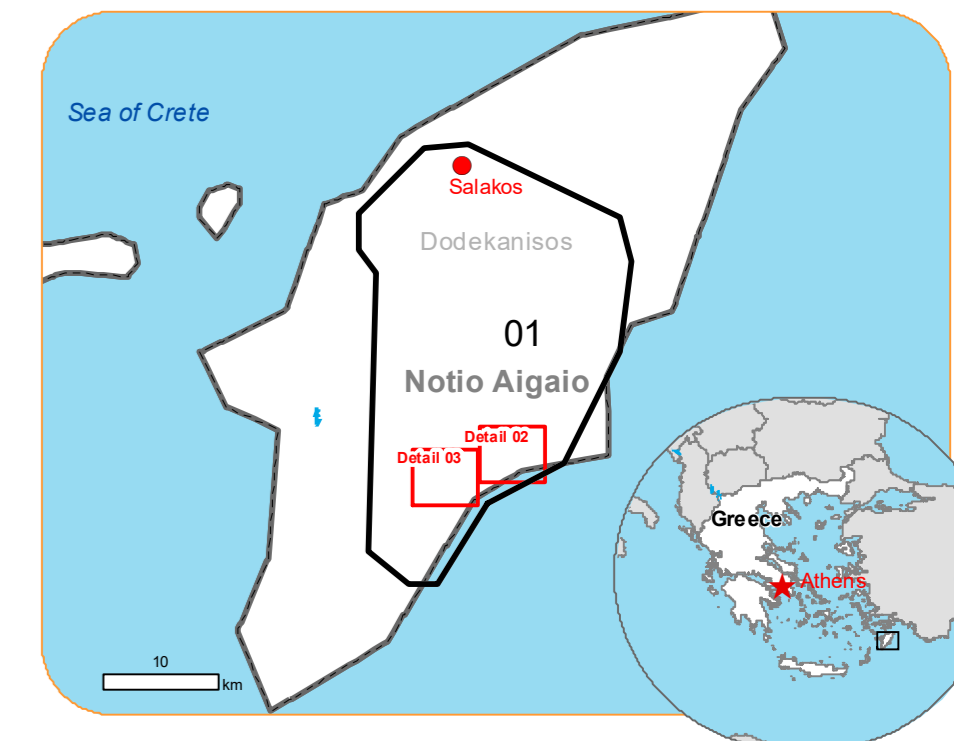 Sea of Crete
Salakos
Dodekanisos
01
Notio Aigaio
Detail 02
Detail 03
Greece
Athens
10
km